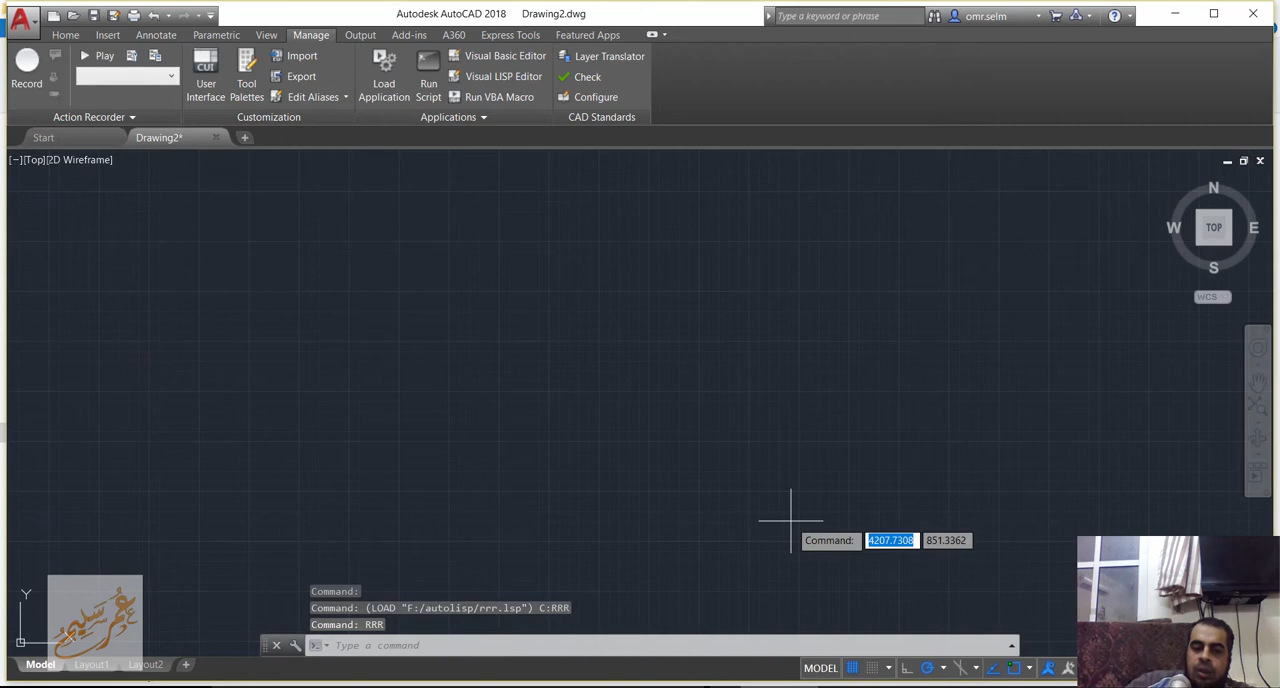 Autodesk AutoCAD 2018 Drawing2.dwg
Type a keyword or phrase
omr.selm
Home Insert Annotate Parametric View Manage Output Add-ins A360 Express Tools Featured Apps
Record
Play
CUI
User Interface
Tool Palettes
Import
Export
Edit Aliases
Load Application
Run Script
Visual Basic Editor
Visual LISP Editor
Run VBA Macro
Layer Translator
Check
Configure
Action Recorder
Customization
Applications
CAD Standards
Start Drawing2*
[−][Top][2D Wireframe]
N
W TOP E
S
WCS
Command: 4207.7308 851.3362
Command:
Command: (LOAD "F:/autolisp/rrr.lsp") C:RRR
Command: RRR
Type a command
Y
X
عمر سليم
Model Layout1 Layout2
MODEL